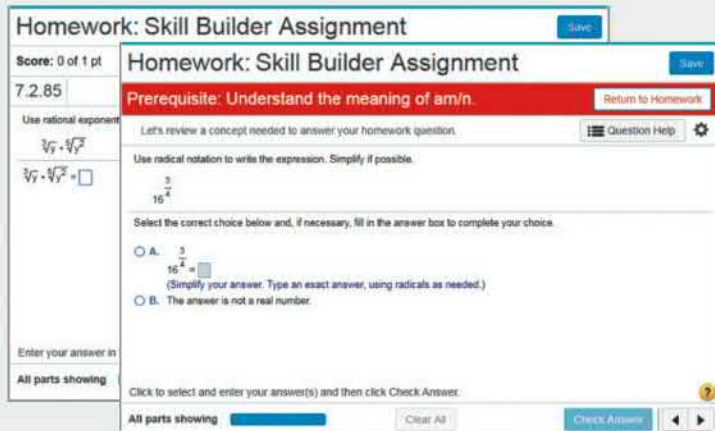 Homework: Skill Builder Assignment
Save
Score: 0 of 1 pt
7.2.85
Use rational exponent
∛y · ⁵√y²
∛y · ⁵√y² = □
Enter your answer in
All parts showing
Homework: Skill Builder Assignment
Save
Prerequisite: Understand the meaning of am/n.
Return to Homework
Let's review a concept needed to answer your homework question.
Question Help
Use radical notation to write the expression. Simplify if possible.
16^(3/4)
Select the correct choice below and, if necessary, fill in the answer box to complete your choice.
A. 16^(3/4) = □
(Simplify your answer. Type an exact answer, using radicals as needed.)
B. The answer is not a real number.
Click to select and enter your answer(s) and then click Check Answer.
?
All parts showing
Clear All
Check Answer